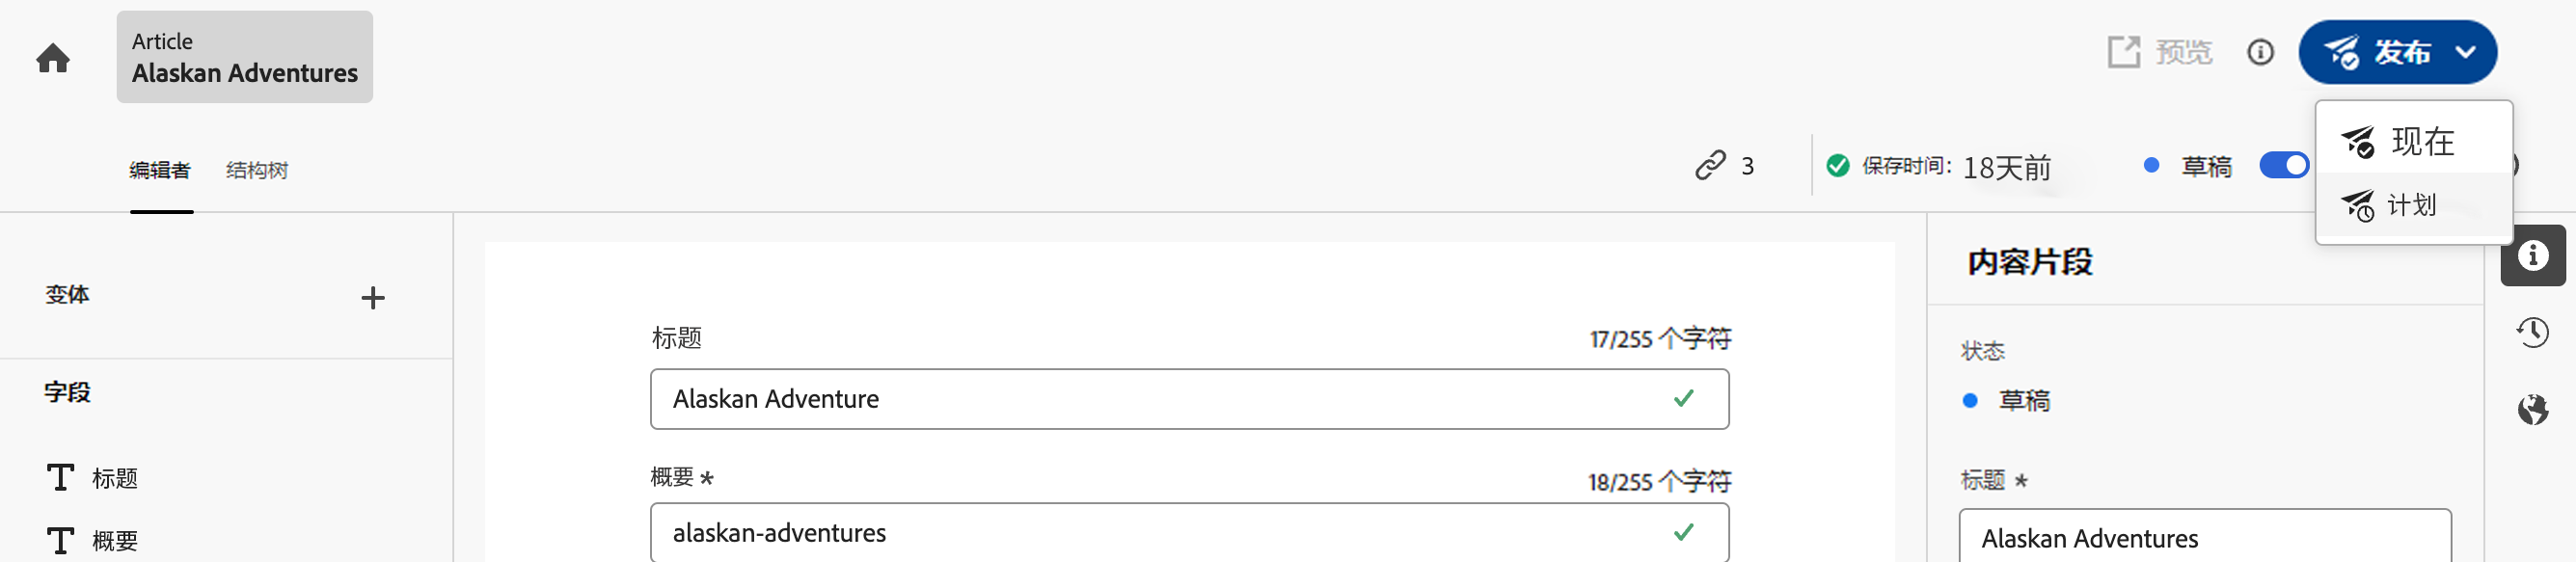 Article
Alaskan Adventures
预览
发布
现在
计划
编辑者
结构树
3
保存时间：
18天前
草稿
变体
字段
标题
概要
标题
17/255 个字符
Alaskan Adventure
概要 *
18/255 个字符
alaskan-adventures
内容片段
状态
草稿
标题 *
Alaskan Adventures